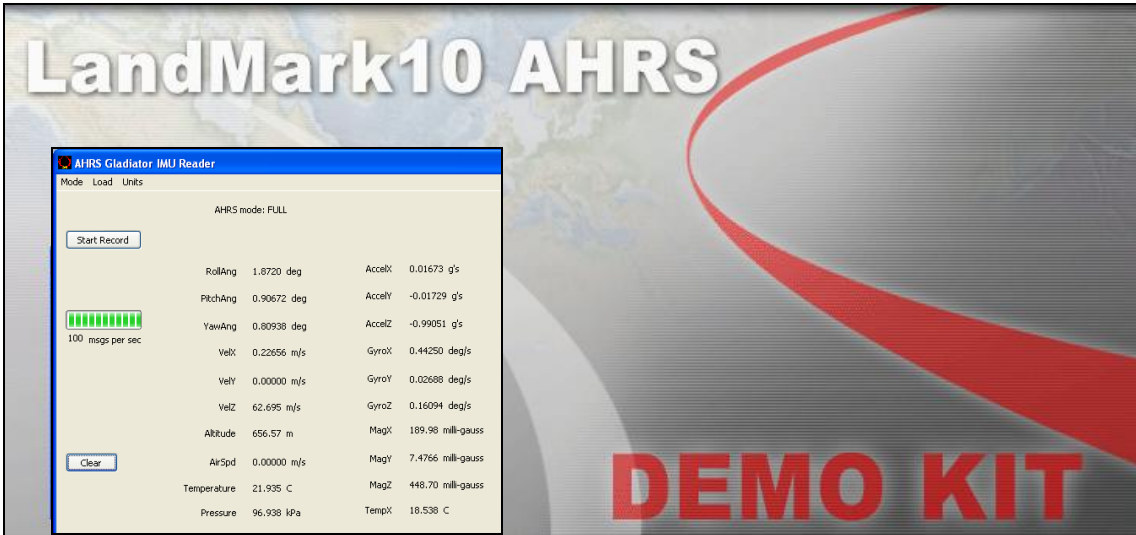 LandMark10 AHRS
AHRS Gladiator IMU Reader
Mode Load Units
AHRS mode: FULL
Start Record
RollAng 1.8720 deg AccelX 0.01673 g's
PitchAng 0.90672 deg AccelY -0.01729 g's
YawAng 0.80938 deg AccelZ -0.99051 g's
100 msgs per sec
VelX 0.22656 m/s GyroX 0.44250 deg/s
VelY 0.00000 m/s GyroY 0.02688 deg/s
VelZ 62.695 m/s GyroZ 0.16094 deg/s
Altitude 656.57 m MagX 189.98 milli-gauss
Clear AirSpd 0.00000 m/s MagY 7.4766 milli-gauss
Temperature 21.935 C MagZ 448.70 milli-gauss
Pressure 96.938 kPa TempX 18.538 C
DEMO KIT